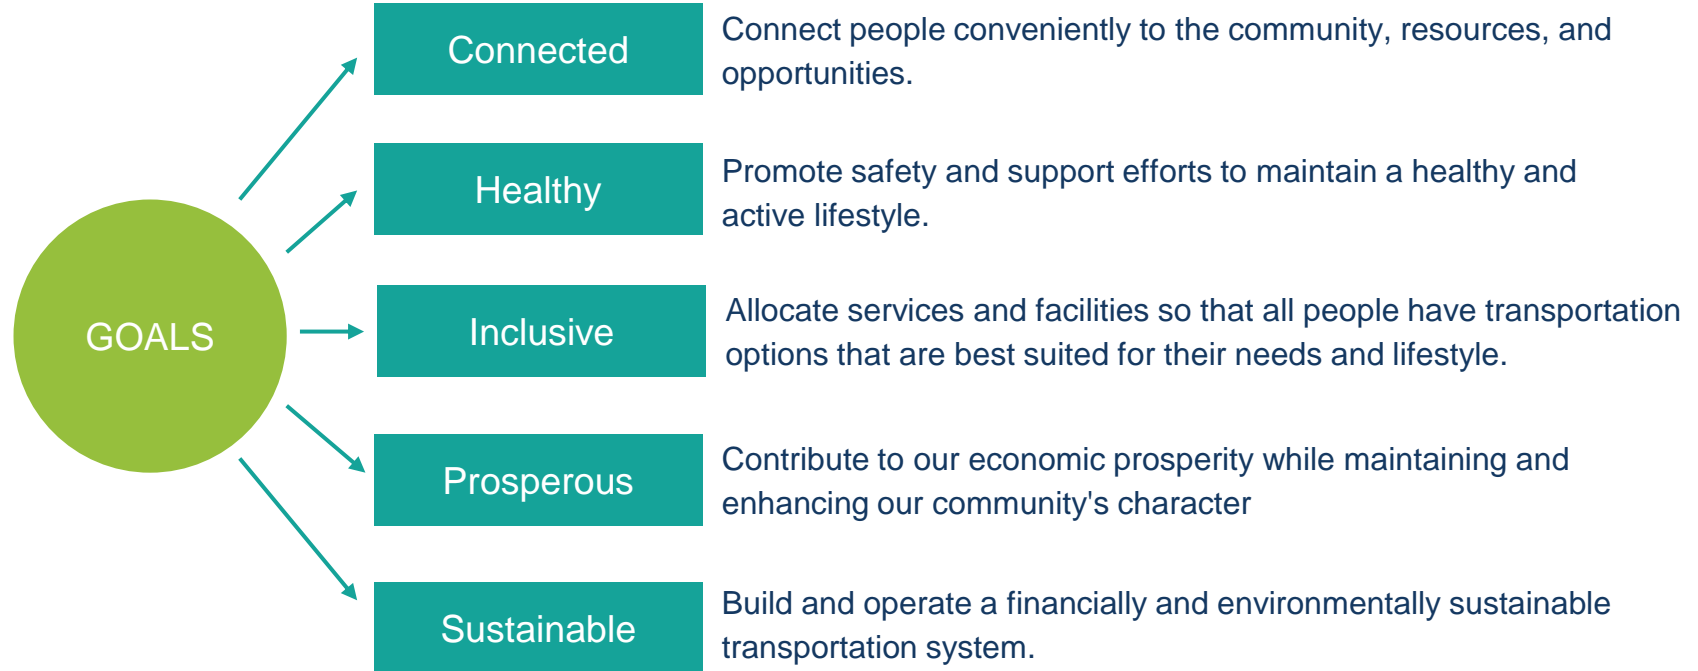 Connected
Connect people conveniently to the community, resources, and
opportunities.
Healthy
Promote safety and support efforts to maintain a healthy and
active lifestyle.
GOALS
Inclusive
Allocate services and facilities so that all people have transportation
options that are best suited for their needs and lifestyle.
Prosperous
Contribute to our economic prosperity while maintaining and
enhancing our community's character
Sustainable
Build and operate a financially and environmentally sustainable
transportation system.